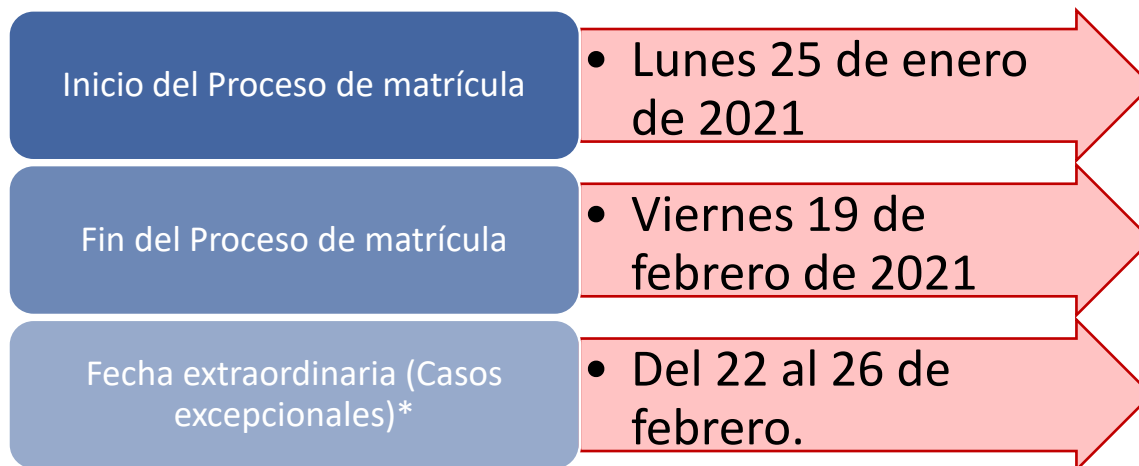 Inicio del Proceso de matrícula
• Lunes 25 de enero
de 2021
Fin del Proceso de matrícula
• Viernes 19 de
febrero de 2021
Fecha extraordinaria (Casos
excepcionales)*
• Del 22 al 26 de
febrero.